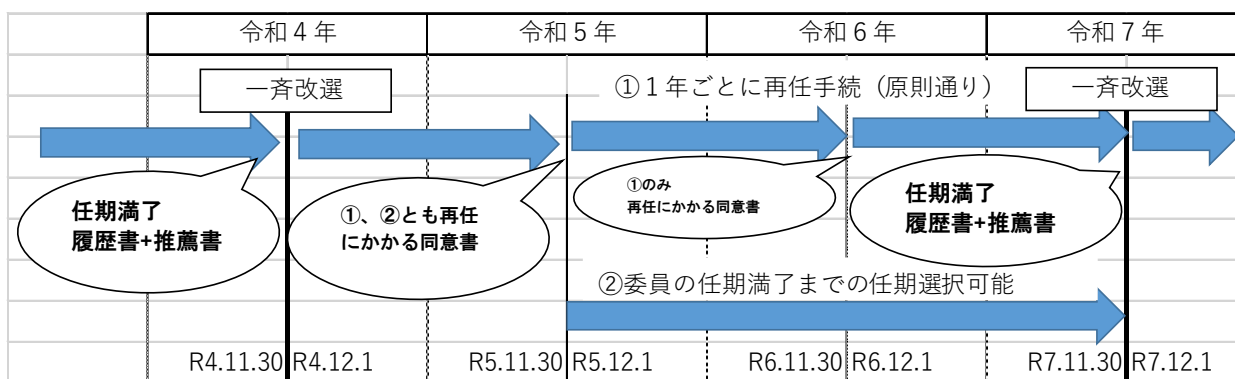 令和４年
令和５年
令和６年
令和７年
一斉改選
①１年ごとに再任手続（原則通り）
一斉改選
任期満了
履歴書+推薦書
①、②とも再任
にかかる同意書
①のみ
再任にかかる同意書
任期満了
履歴書+推薦書
②委員の任期満了までの任期選択可能
R4.11.30 R4.12.1 R5.11.30 R5.12.1 R6.11.30 R6.12.1 R7.11.30 R7.12.1